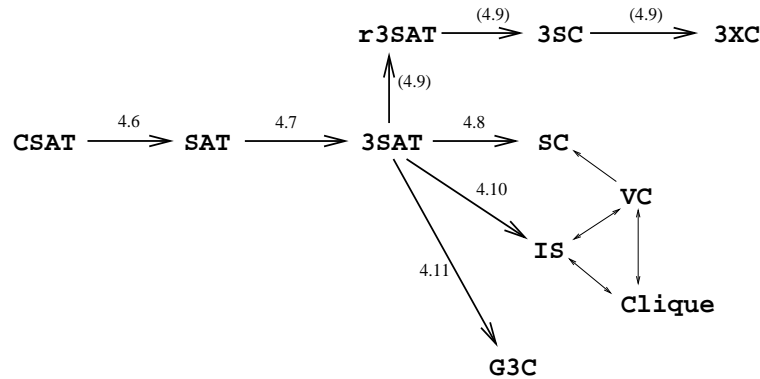 (4.9) (4.9)
r3SAT 3SC 3XC
(4.9)
4.6 4.7 4.8
CSAT SAT 3SAT SC
4.10
VC
IS
4.11
Clique
G3C